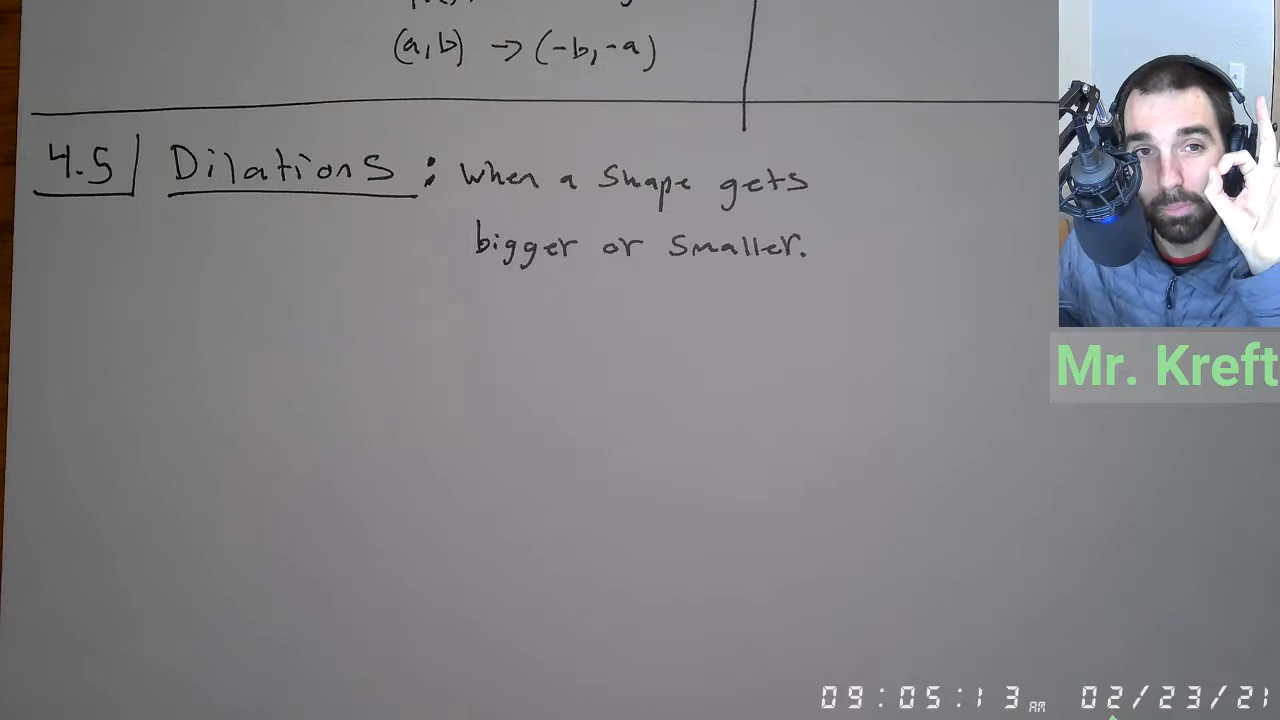 (a,b) → (-b,-a)
4.5 Dilations : When a shape gets
bigger or smaller.
Mr. Kreft
09:05:13 AM 02/23/21